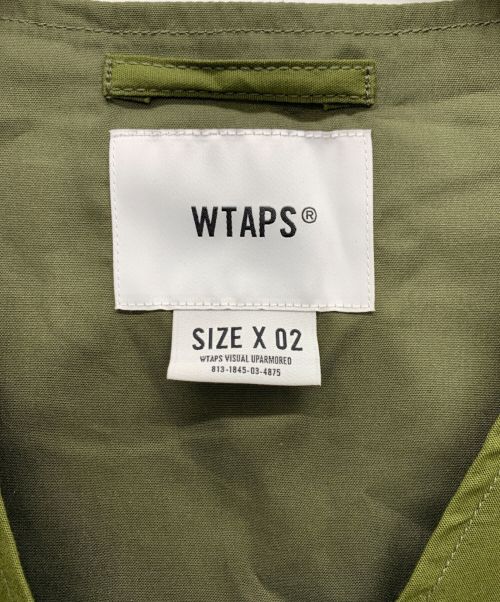 WTAPS®
SIZE X 02
WTAPS VISUAL UPARMORED
813-1845-03-4875